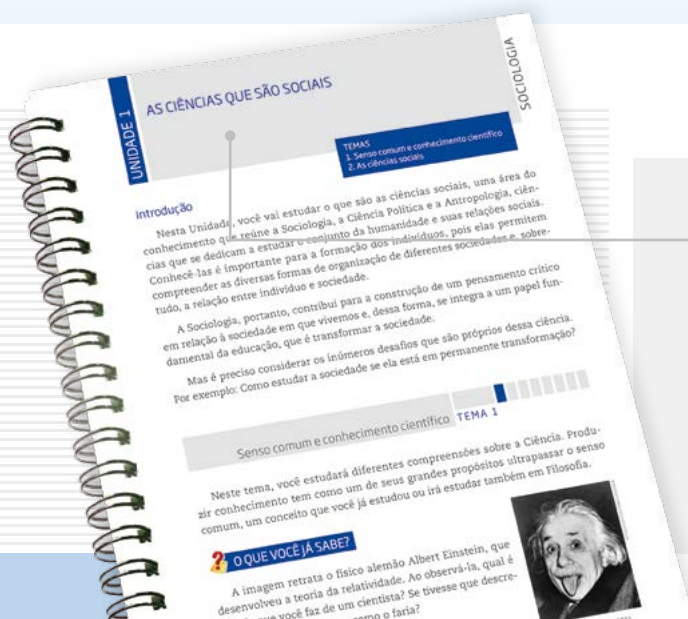 UNIDADE 1
AS CIÊNCIAS QUE SÃO SOCIAIS
SOCIOLOGIA
TEMAS
1. Senso comum e conhecimento científico
2. As ciências sociais
Introdução
Nesta Unidade, você vai estudar o que são as ciências sociais, uma área do
conhecimento que reúne a Sociologia, a Ciência Política e a Antropologia, ciên-
cias que se dedicam a estudar o conjunto da humanidade e suas relações sociais.
Conhecê-las é importante para a formação dos indivíduos, pois elas permitem
compreender as diversas formas de organização de diferentes sociedades e, sobre-
tudo, a relação entre indivíduo e sociedade.
A Sociologia, portanto, contribui para a construção de um pensamento crítico
em relação à sociedade em que vivemos e, dessa forma, se integra a um papel fun-
damental da educação, que é transformar a sociedade.
Mas é preciso considerar os inúmeros desafios que são próprios dessa ciência.
Por exemplo: Como estudar a sociedade se ela está em permanente transformação?
Senso comum e conhecimento científico TEMA 1
Neste tema, você estudará diferentes compreensões sobre a Ciência. Produ-
zir conhecimento tem como um de seus grandes propósitos ultrapassar o senso
comum, um conceito que você já estudou ou irá estudar também em Filosofia.
O QUE VOCÊ JÁ SABE?
A imagem retrata o físico alemão Albert Einstein, que
desenvolveu a teoria da relatividade. Ao observá-la, qual é
que você faz de um cientista? Se tivesse que descre-
como o faria?